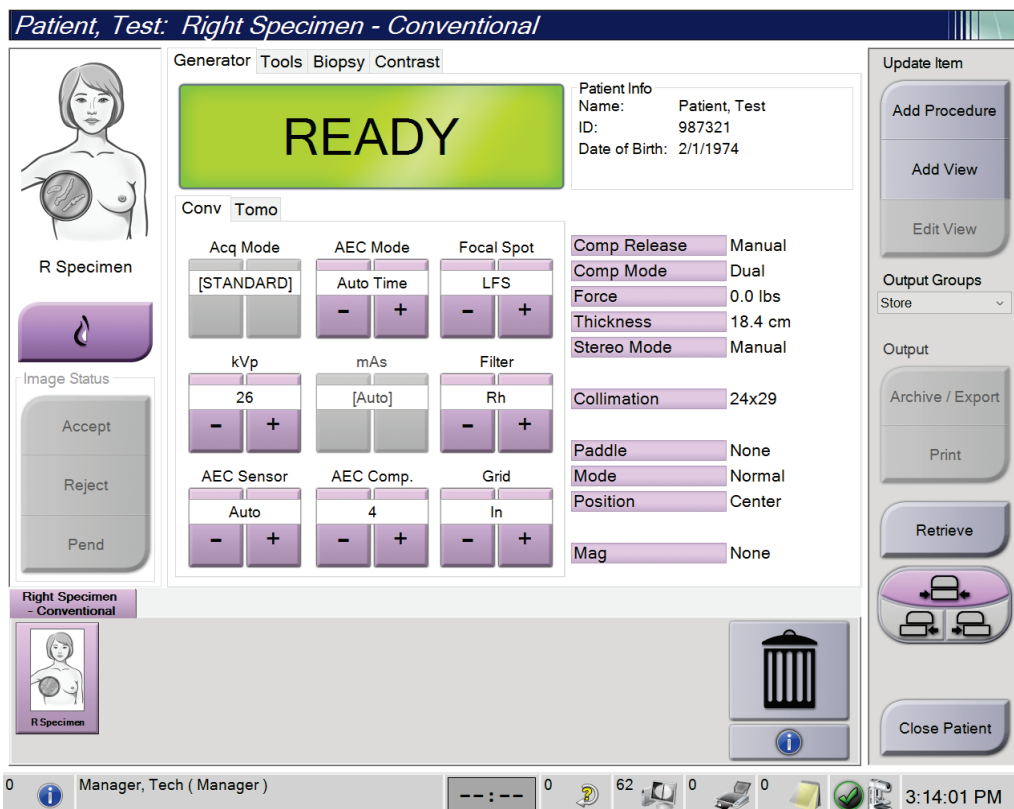 Patient, Test: Right Specimen - Conventional
Generator Tools Biopsy Contrast
READY
Patient Info
Name: Patient, Test
ID: 987321
Date of Birth: 2/1/1974
R Specimen
Image Status
Accept
Reject
Pend
Conv Tomo
Acq Mode AEC Mode Focal Spot
[STANDARD] Auto Time LFS
- + - +
kVp mAs Filter
26 [Auto] Rh
- + - +
AEC Sensor AEC Comp. Grid
Auto 4 In
- + - + - +
Comp Release Manual
Comp Mode Dual
Force 0.0 lbs
Thickness 18.4 cm
Stereo Mode Manual
Collimation 24x29
Paddle None
Mode Normal
Position Center
Mag None
Update Item
Add Procedure
Add View
Edit View
Output Groups
Store
Output
Archive / Export
Print
Retrieve
Close Patient
Right Specimen
- Conventional
R Specimen
0 Manager, Tech ( Manager ) --:-- 0 62 0 0 3:14:01 PM